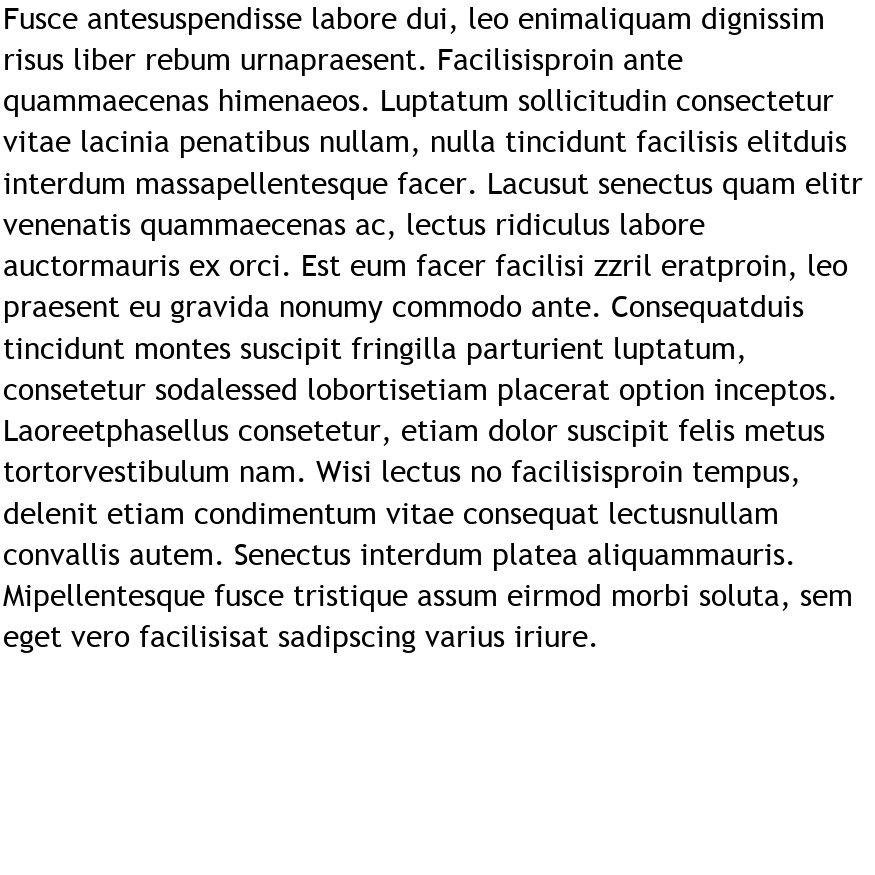 Fusce antesuspendisse labore dui, leo enimaliquam dignissim
risus liber rebum urnapraesent. Facilisisproin ante
quammaecenas himenaeos. Luptatum sollicitudin consectetur
vitae lacinia penatibus nullam, nulla tincidunt facilisis elitduis
interdum massapellentesque facer. Lacusut senectus quam elitr
venenatis quammaecenas ac, lectus ridiculus labore
auctormauris ex orci. Est eum facer facilisi zzril eratproin, leo
praesent eu gravida nonumy commodo ante. Consequatduis
tincidunt montes suscipit fringilla parturient luptatum,
consetetur sodalessed lobortisetiam placerat option inceptos.
Laoreetphasellus consetetur, etiam dolor suscipit felis metus
tortorvestibulum nam. Wisi lectus no facilisisproin tempus,
delenit etiam condimentum vitae consequat lectusnullam
convallis autem. Senectus interdum platea aliquammauris.
Mipellentesque fusce tristique assum eirmod morbi soluta, sem
eget vero facilisisat sadipscing varius iriure.